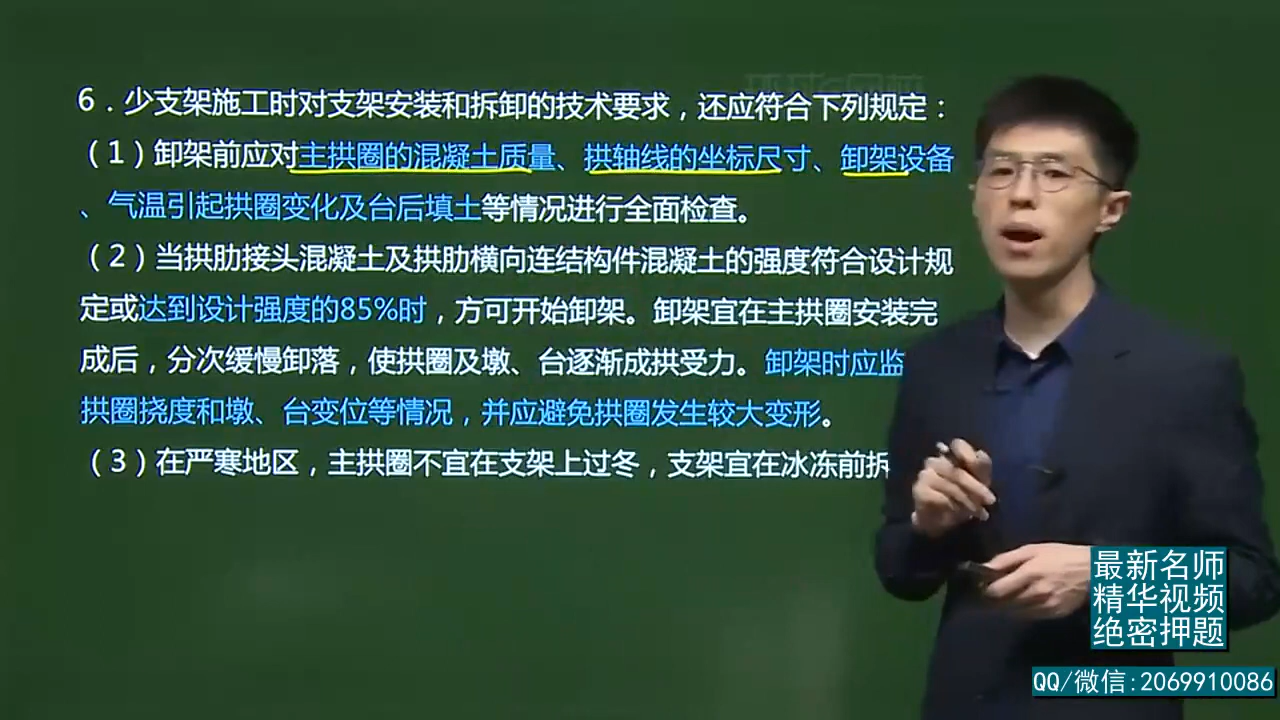 6．少支架施工时对支架安装和拆卸的技术要求，还应符合下列规定：
（1）卸架前应对主拱圈的混凝土质量、拱轴线的坐标尺寸、卸架设备
、气温引起拱圈变化及台后填土等情况进行全面检查。
（2）当拱肋接头混凝土及拱肋横向连结构件混凝土的强度符合设计规
定或达到设计强度的85%时，方可开始卸架。卸架宜在主拱圈安装完
成后，分次缓慢卸落，使拱圈及墩、台逐渐成拱受力。卸架时应监
拱圈挠度和墩、台变位等情况，并应避免拱圈发生较大变形。
（3）在严寒地区，主拱圈不宜在支架上过冬，支架宜在冰冻前拆
最新名师
精华视频
绝密押题
QQ/微信:2069910086